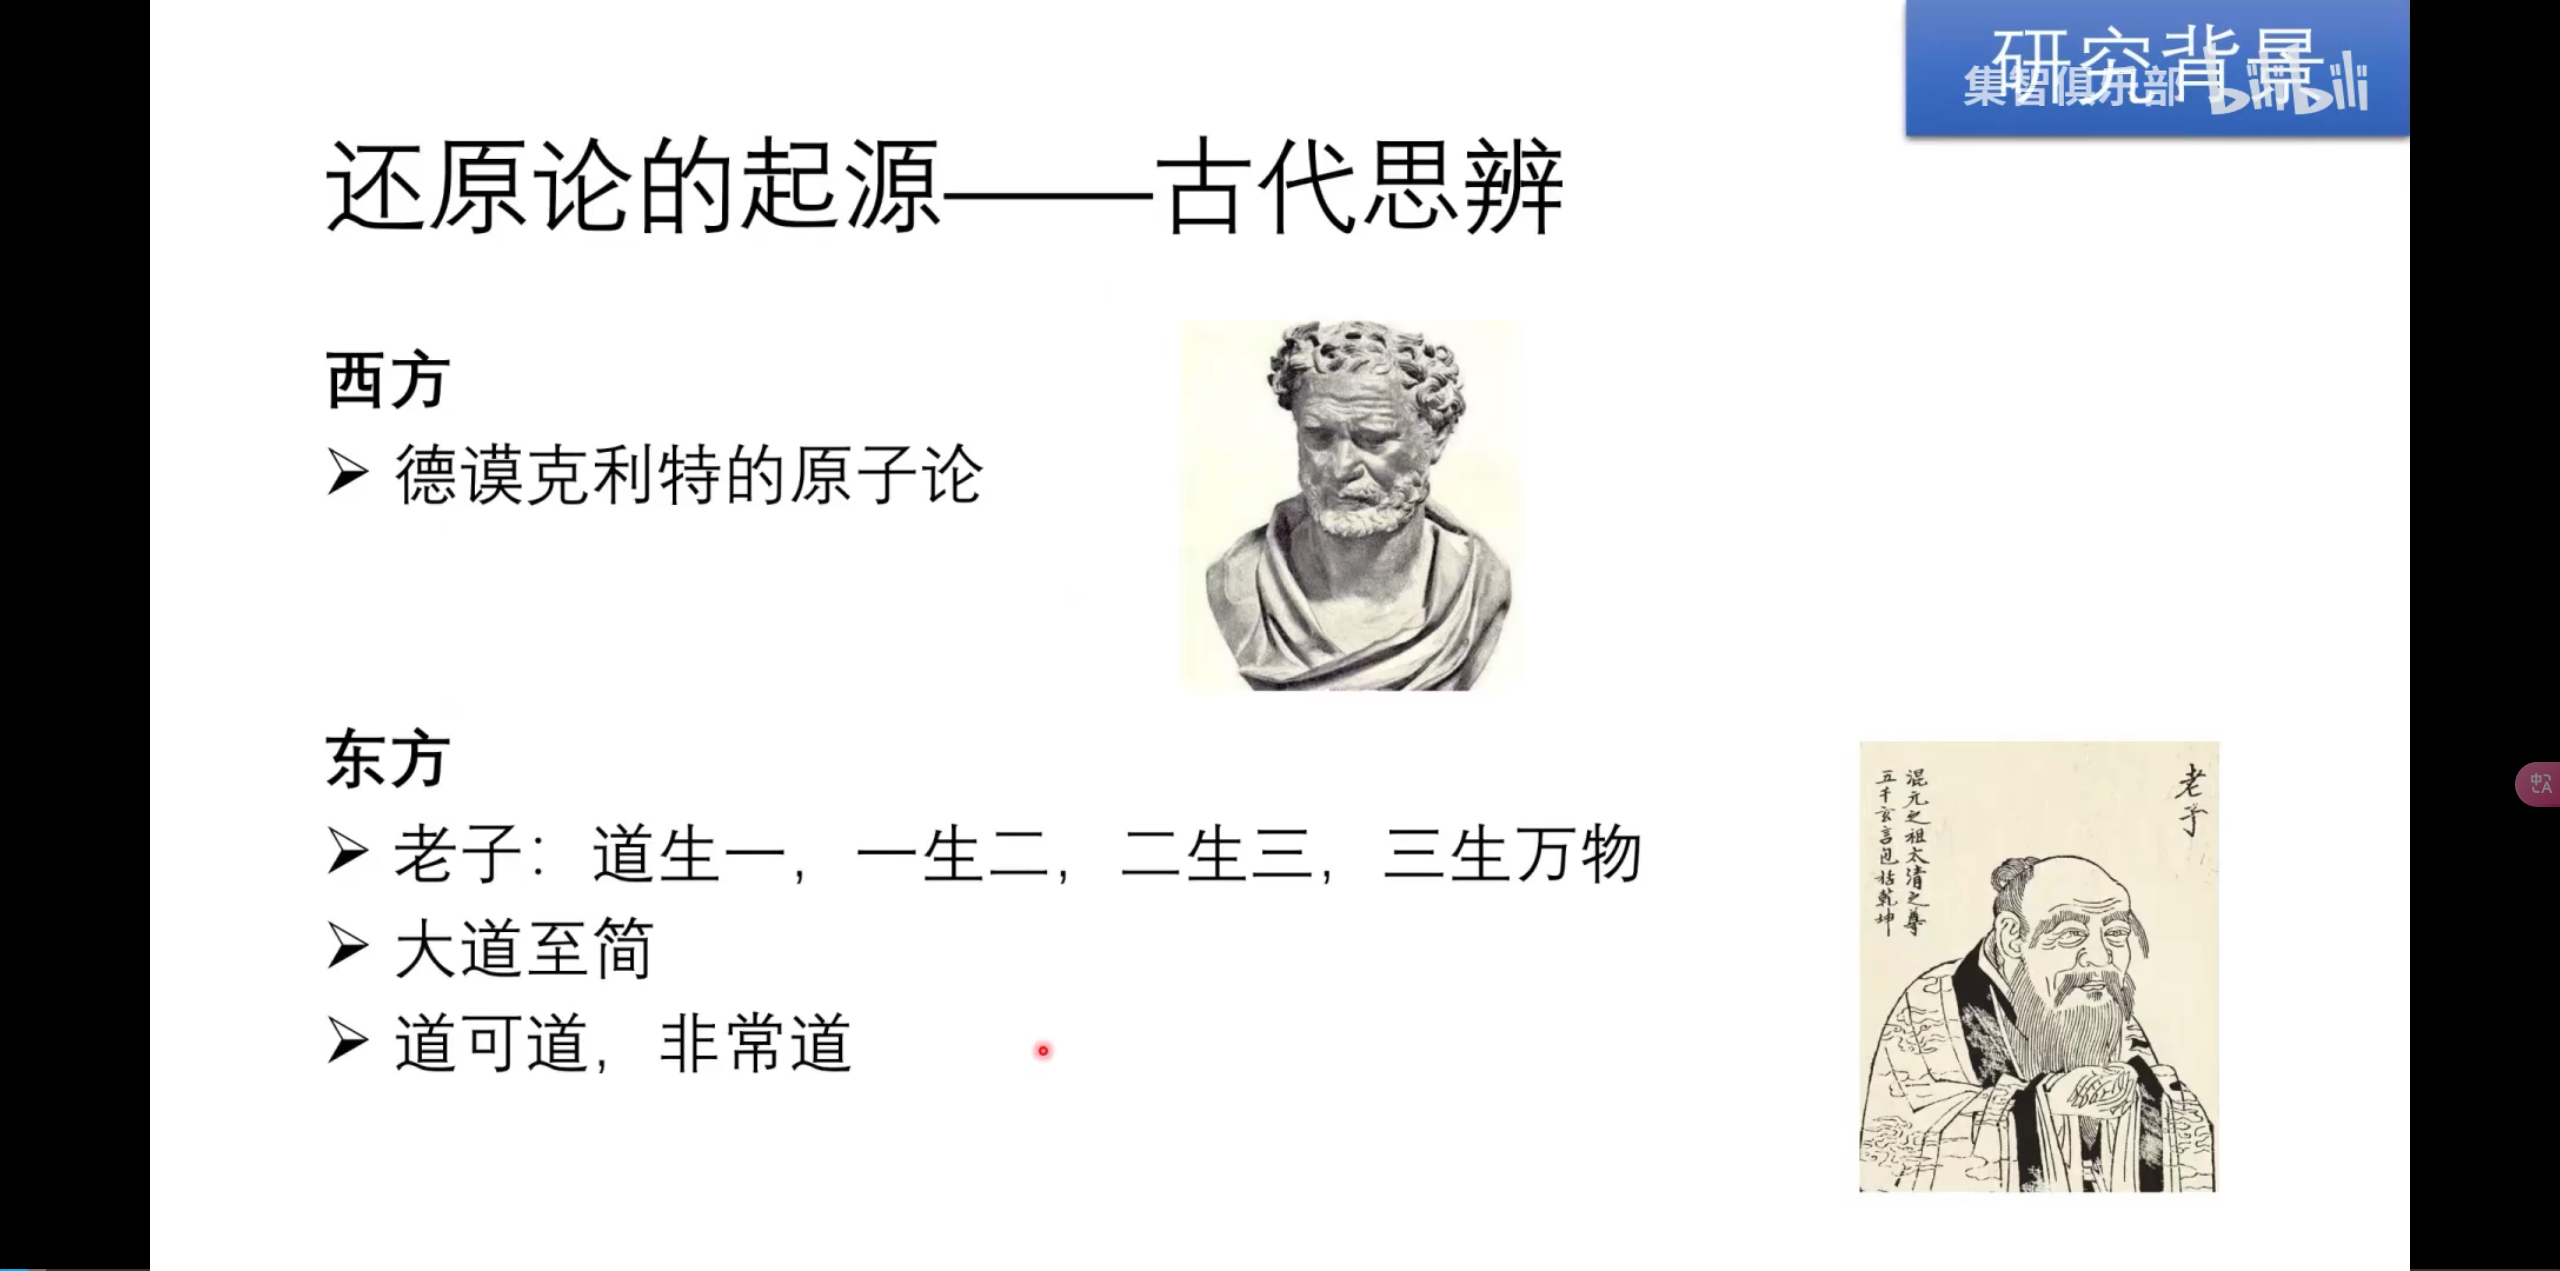 研究背景
集智俱乐部 bilibili
还原论的起源——古代思辨
西方
➢ 德谟克利特的原子论
东方
➢ 老子：道生一，一生二，二生三，三生万物
➢ 大道至简
➢ 道可道，非常道
老子
混元之祖太清之尊
五千玄言包括乾坤
中A